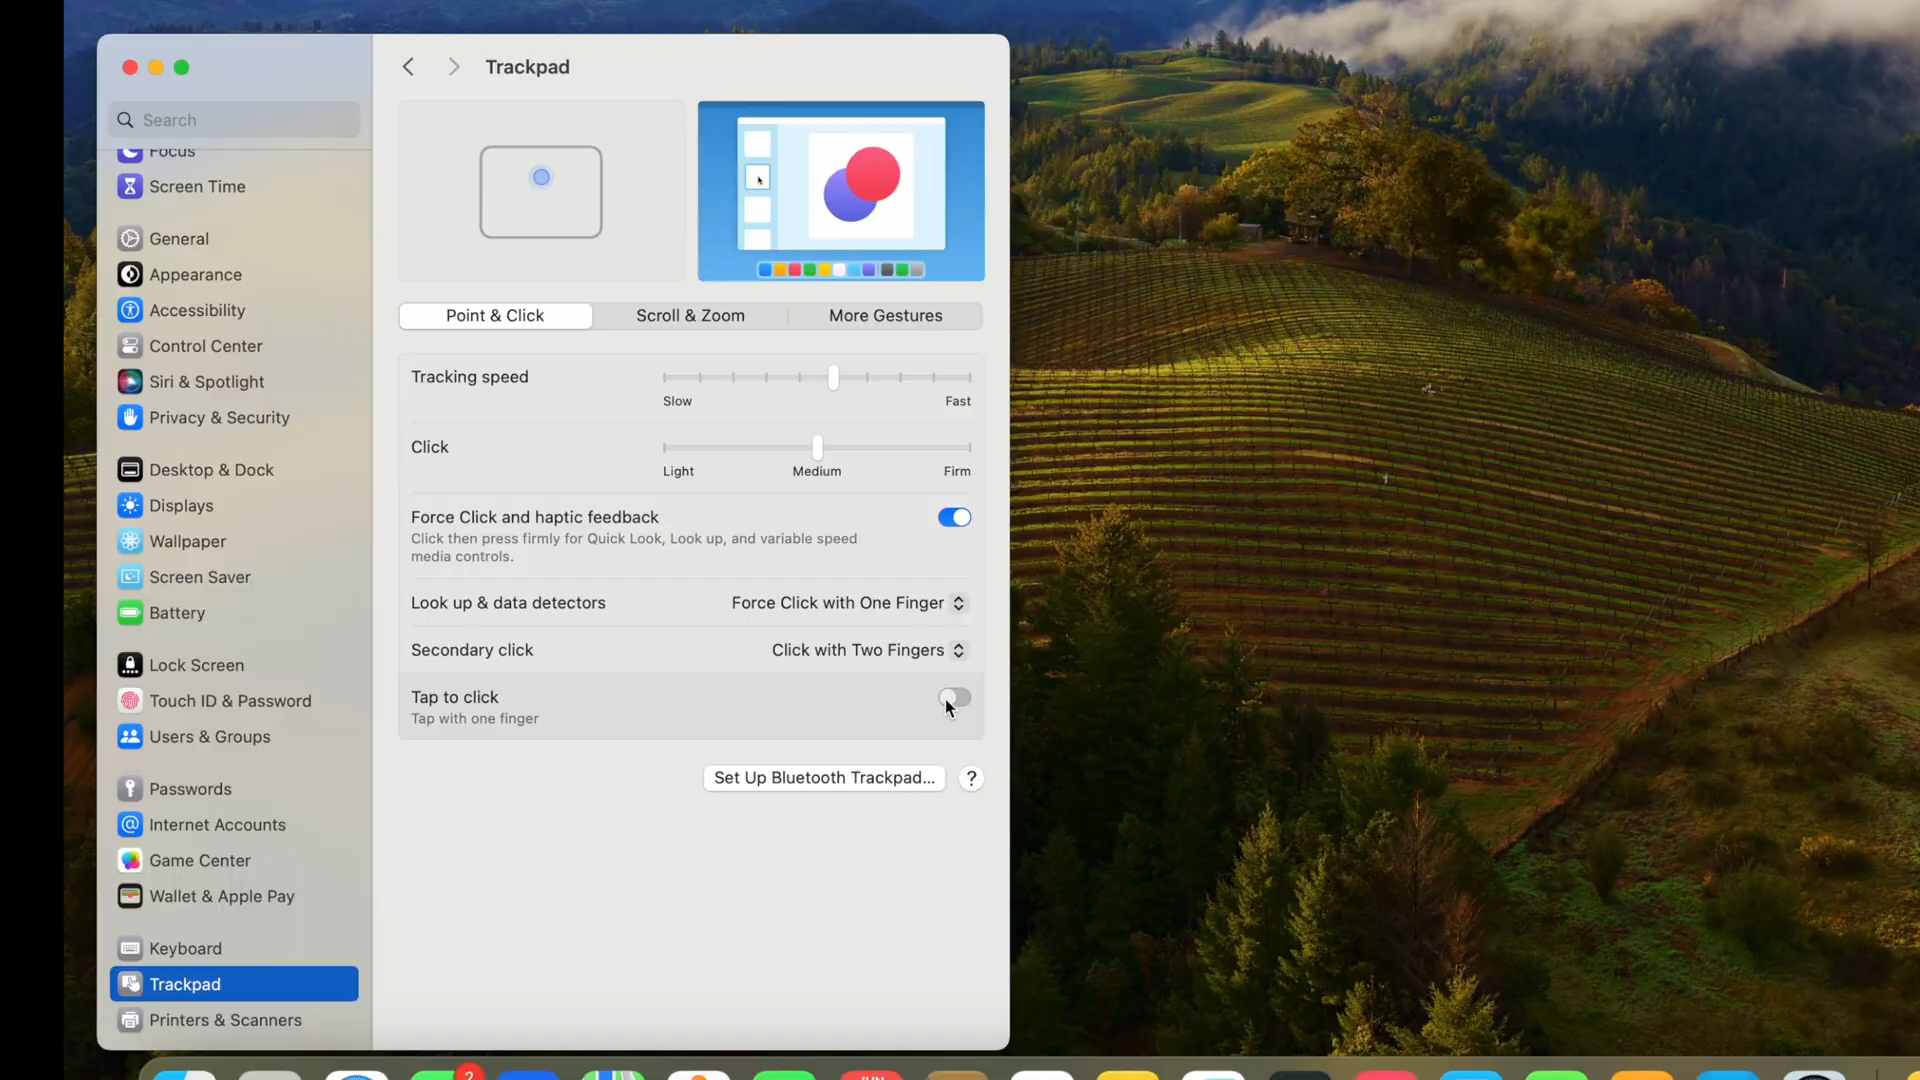 Trackpad
Search
Focus
Screen Time
General
Appearance
Accessibility
Control Center
Siri & Spotlight
Privacy & Security
Desktop & Dock
Displays
Wallpaper
Screen Saver
Battery
Lock Screen
Touch ID & Password
Users & Groups
Passwords
Internet Accounts
Game Center
Wallet & Apple Pay
Keyboard
Trackpad
Printers & Scanners
Point & Click
Scroll & Zoom
More Gestures
Tracking speed
Slow
Fast
Click
Light
Medium
Firm
Force Click and haptic feedback
Click then press firmly for Quick Look, Look up, and variable speed
media controls.
Look up & data detectors
Force Click with One Finger
Secondary click
Click with Two Fingers
Tap to click
Tap with one finger
Set Up Bluetooth Trackpad...
?
2
JUN